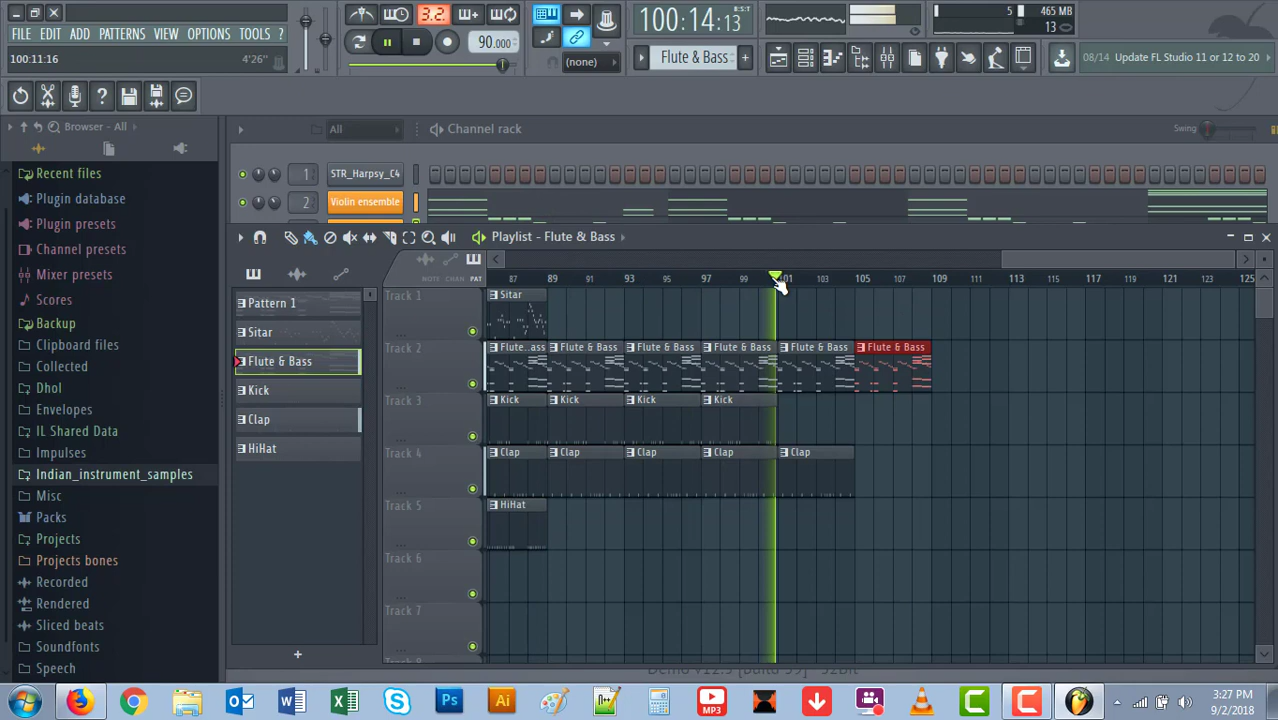 FILE EDIT ADD PATTERNS VIEW OPTIONS TOOLS ?
100:11:16 4'26"
3.2.
90.000
(none)
100:14:13 B:S:T
Flute & Bass +
5 465 MB
13
08/14 Update FL Studio 11 or 12 to 20
Browser - All
Recent files
Plugin database
Plugin presets
Channel presets
Mixer presets
Scores
Backup
Clipboard files
Collected
Dhol
Envelopes
IL Shared Data
Impulses
Indian_instrument_samples
Misc
Packs
Projects
Projects bones
Recorded
Rendered
Sliced beats
Soundfonts
Speech
All Channel rack Swing
1 STR_Harpsy_C4
2 Violin ensemble
Playlist - Flute & Bass
NOTE CHAN PAT
87 89 91 93 95 97 99 101 103 105 107 109 111 113 115 117 119 121 123 125
Pattern 1
Sitar
Flute & Bass
Kick
Clap
HiHat
+
Track 1 Sitar
Track 2 Flute..ass Flute & Bass Flute & Bass Flute & Bass Flute & Bass Flute & Bass
Track 3 Kick Kick Kick Kick
Track 4 Clap Clap Clap Clap Clap
Track 5 HiHat
Track 6
Track 7
MP3
3:27 PM
9/2/2018